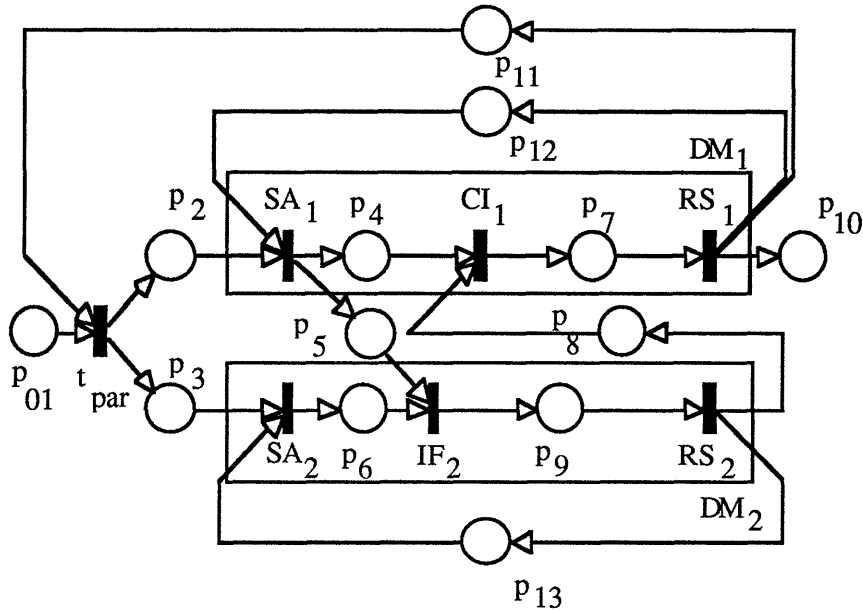 p11
p12
DM1
p2
SA1
p4
CI1
p7
RS1
p10
p01
tpar
p3
p5
p8
SA2
p6
IF2
p9
RS2
DM2
p13